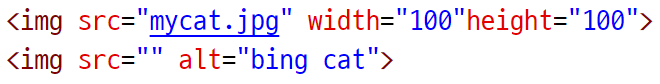 <img src="mycat.jpg" width="100"height="100">
<img src="" alt="bing cat">